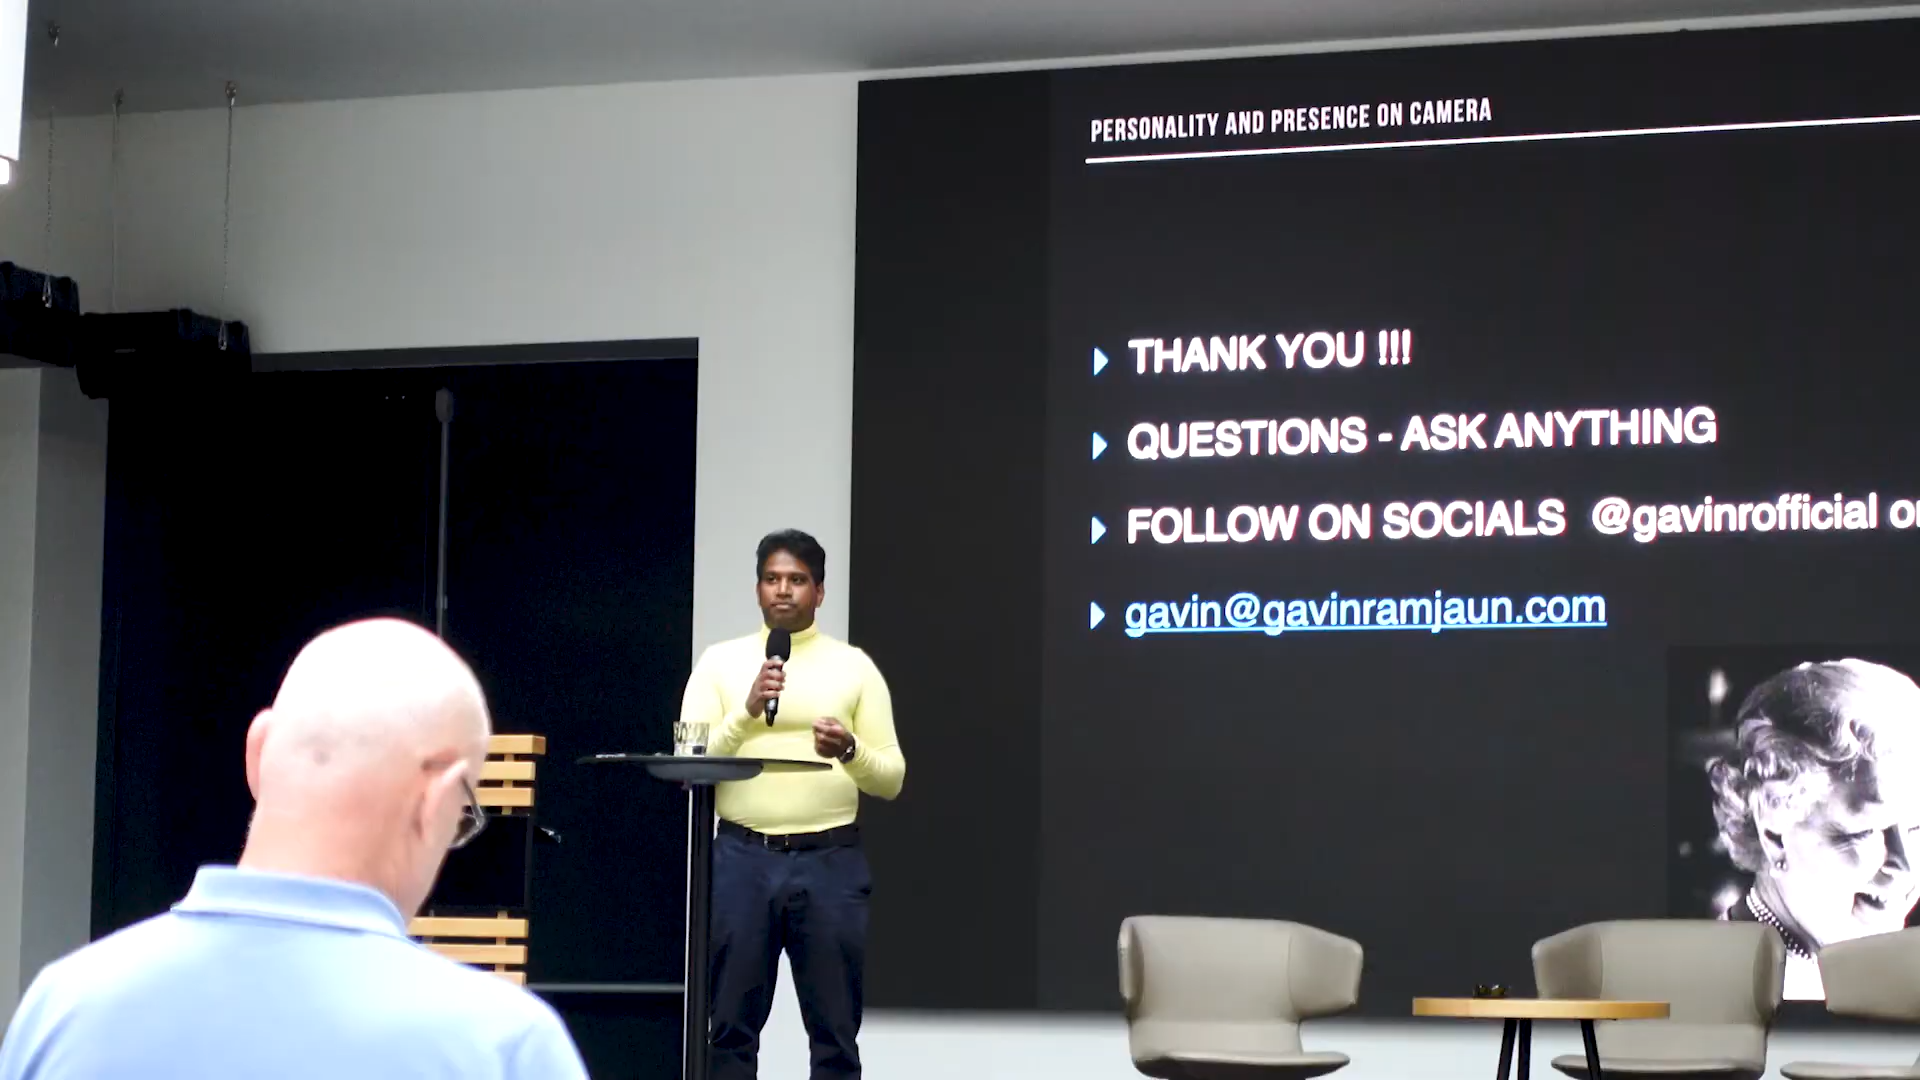 PERSONALITY AND PRESENCE ON CAMERA
THANK YOU !!!
QUESTIONS - ASK ANYTHING
FOLLOW ON SOCIALS @gavinrofficial
gavin@gavinramjaun.com